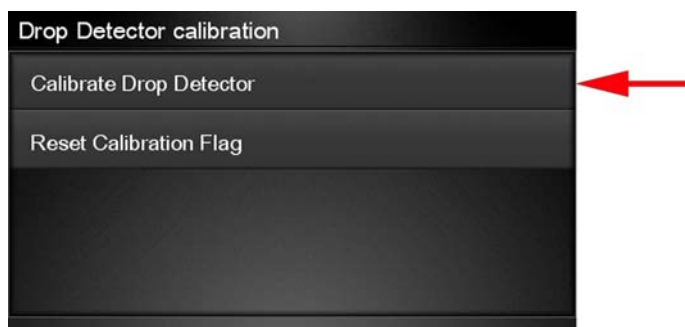 Drop Detector calibration
Calibrate Drop Detector
Reset Calibration Flag